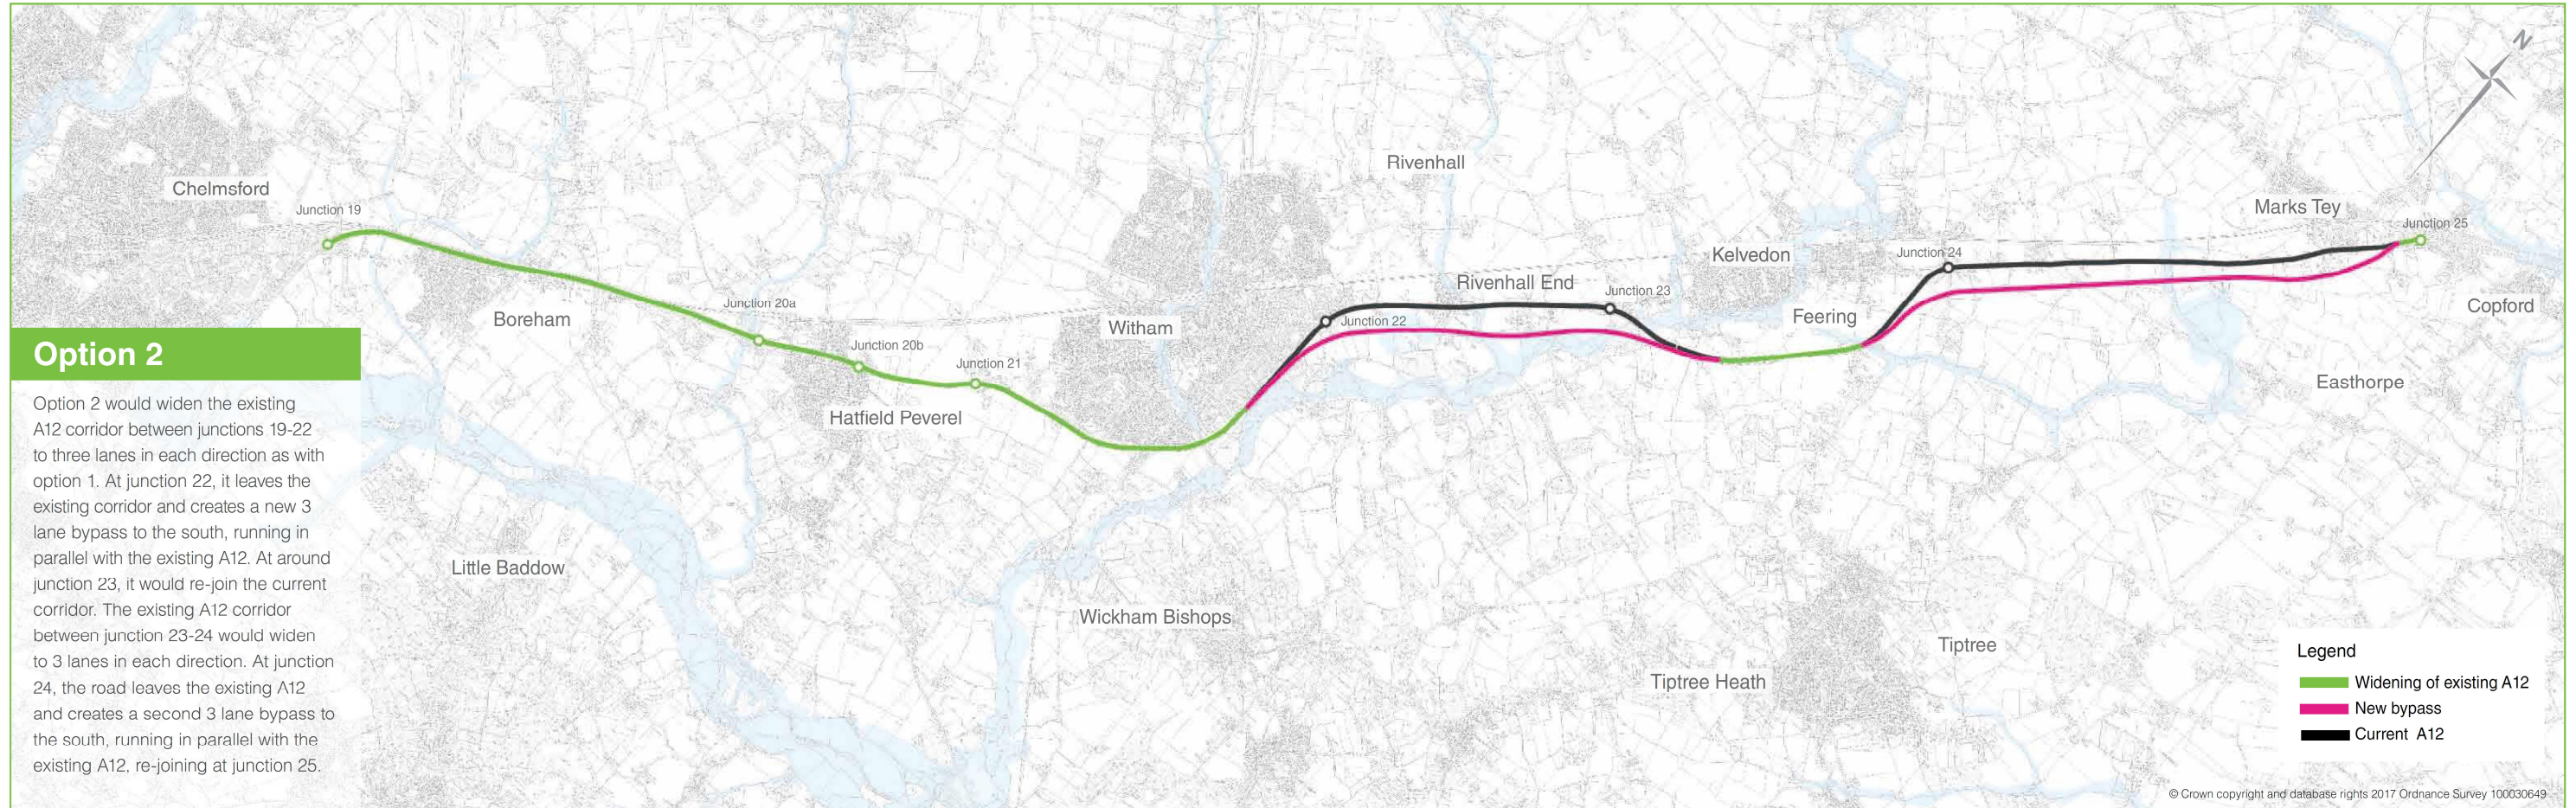 N
Rivenhall
Chelmsford
Junction 19
Marks Tey
Junction 25
Kelvedon
Junction 24
Rivenhall End
Junction 23
Junction 20a
Boreham
Witham
Junction 22
Feering
Copford
Junction 20b
Junction 21
Hatfield Peverel
Easthorpe
Little Baddow
Wickham Bishops
Tiptree
Tiptree Heath
Option 2
Option 2 would widen the existing
A12 corridor between junctions 19-22
to three lanes in each direction as with
option 1. At junction 22, it leaves the
existing corridor and creates a new 3
lane bypass to the south, running in
parallel with the existing A12. At around
junction 23, it would re-join the current
corridor. The existing A12 corridor
between junction 23-24 would widen
to 3 lanes in each direction. At junction
24, the road leaves the existing A12
and creates a second 3 lane bypass to
the south, running in parallel with the
existing A12, re-joining at junction 25.
Legend
Widening of existing A12
New bypass
Current A12
© Crown copyright and database rights 2017 Ordnance Survey 100030649